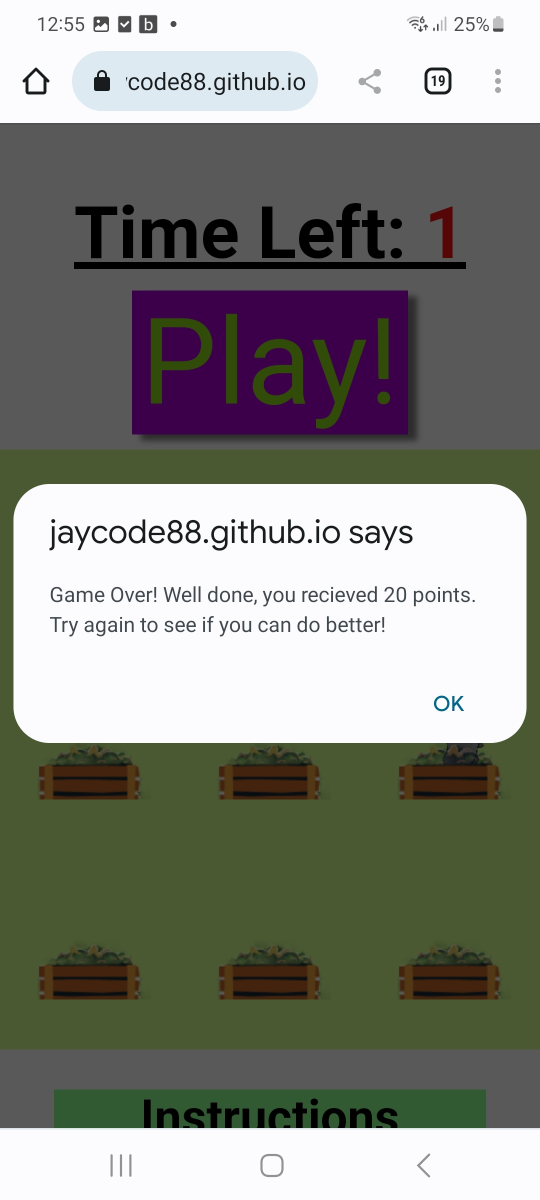 12:55 b 25%
ycode88.github.io 19
Time Left: 1
Play!
jaycode88.github.io says
Game Over! Well done, you recieved 20 points.
Try again to see if you can do better!
OK
Instructions